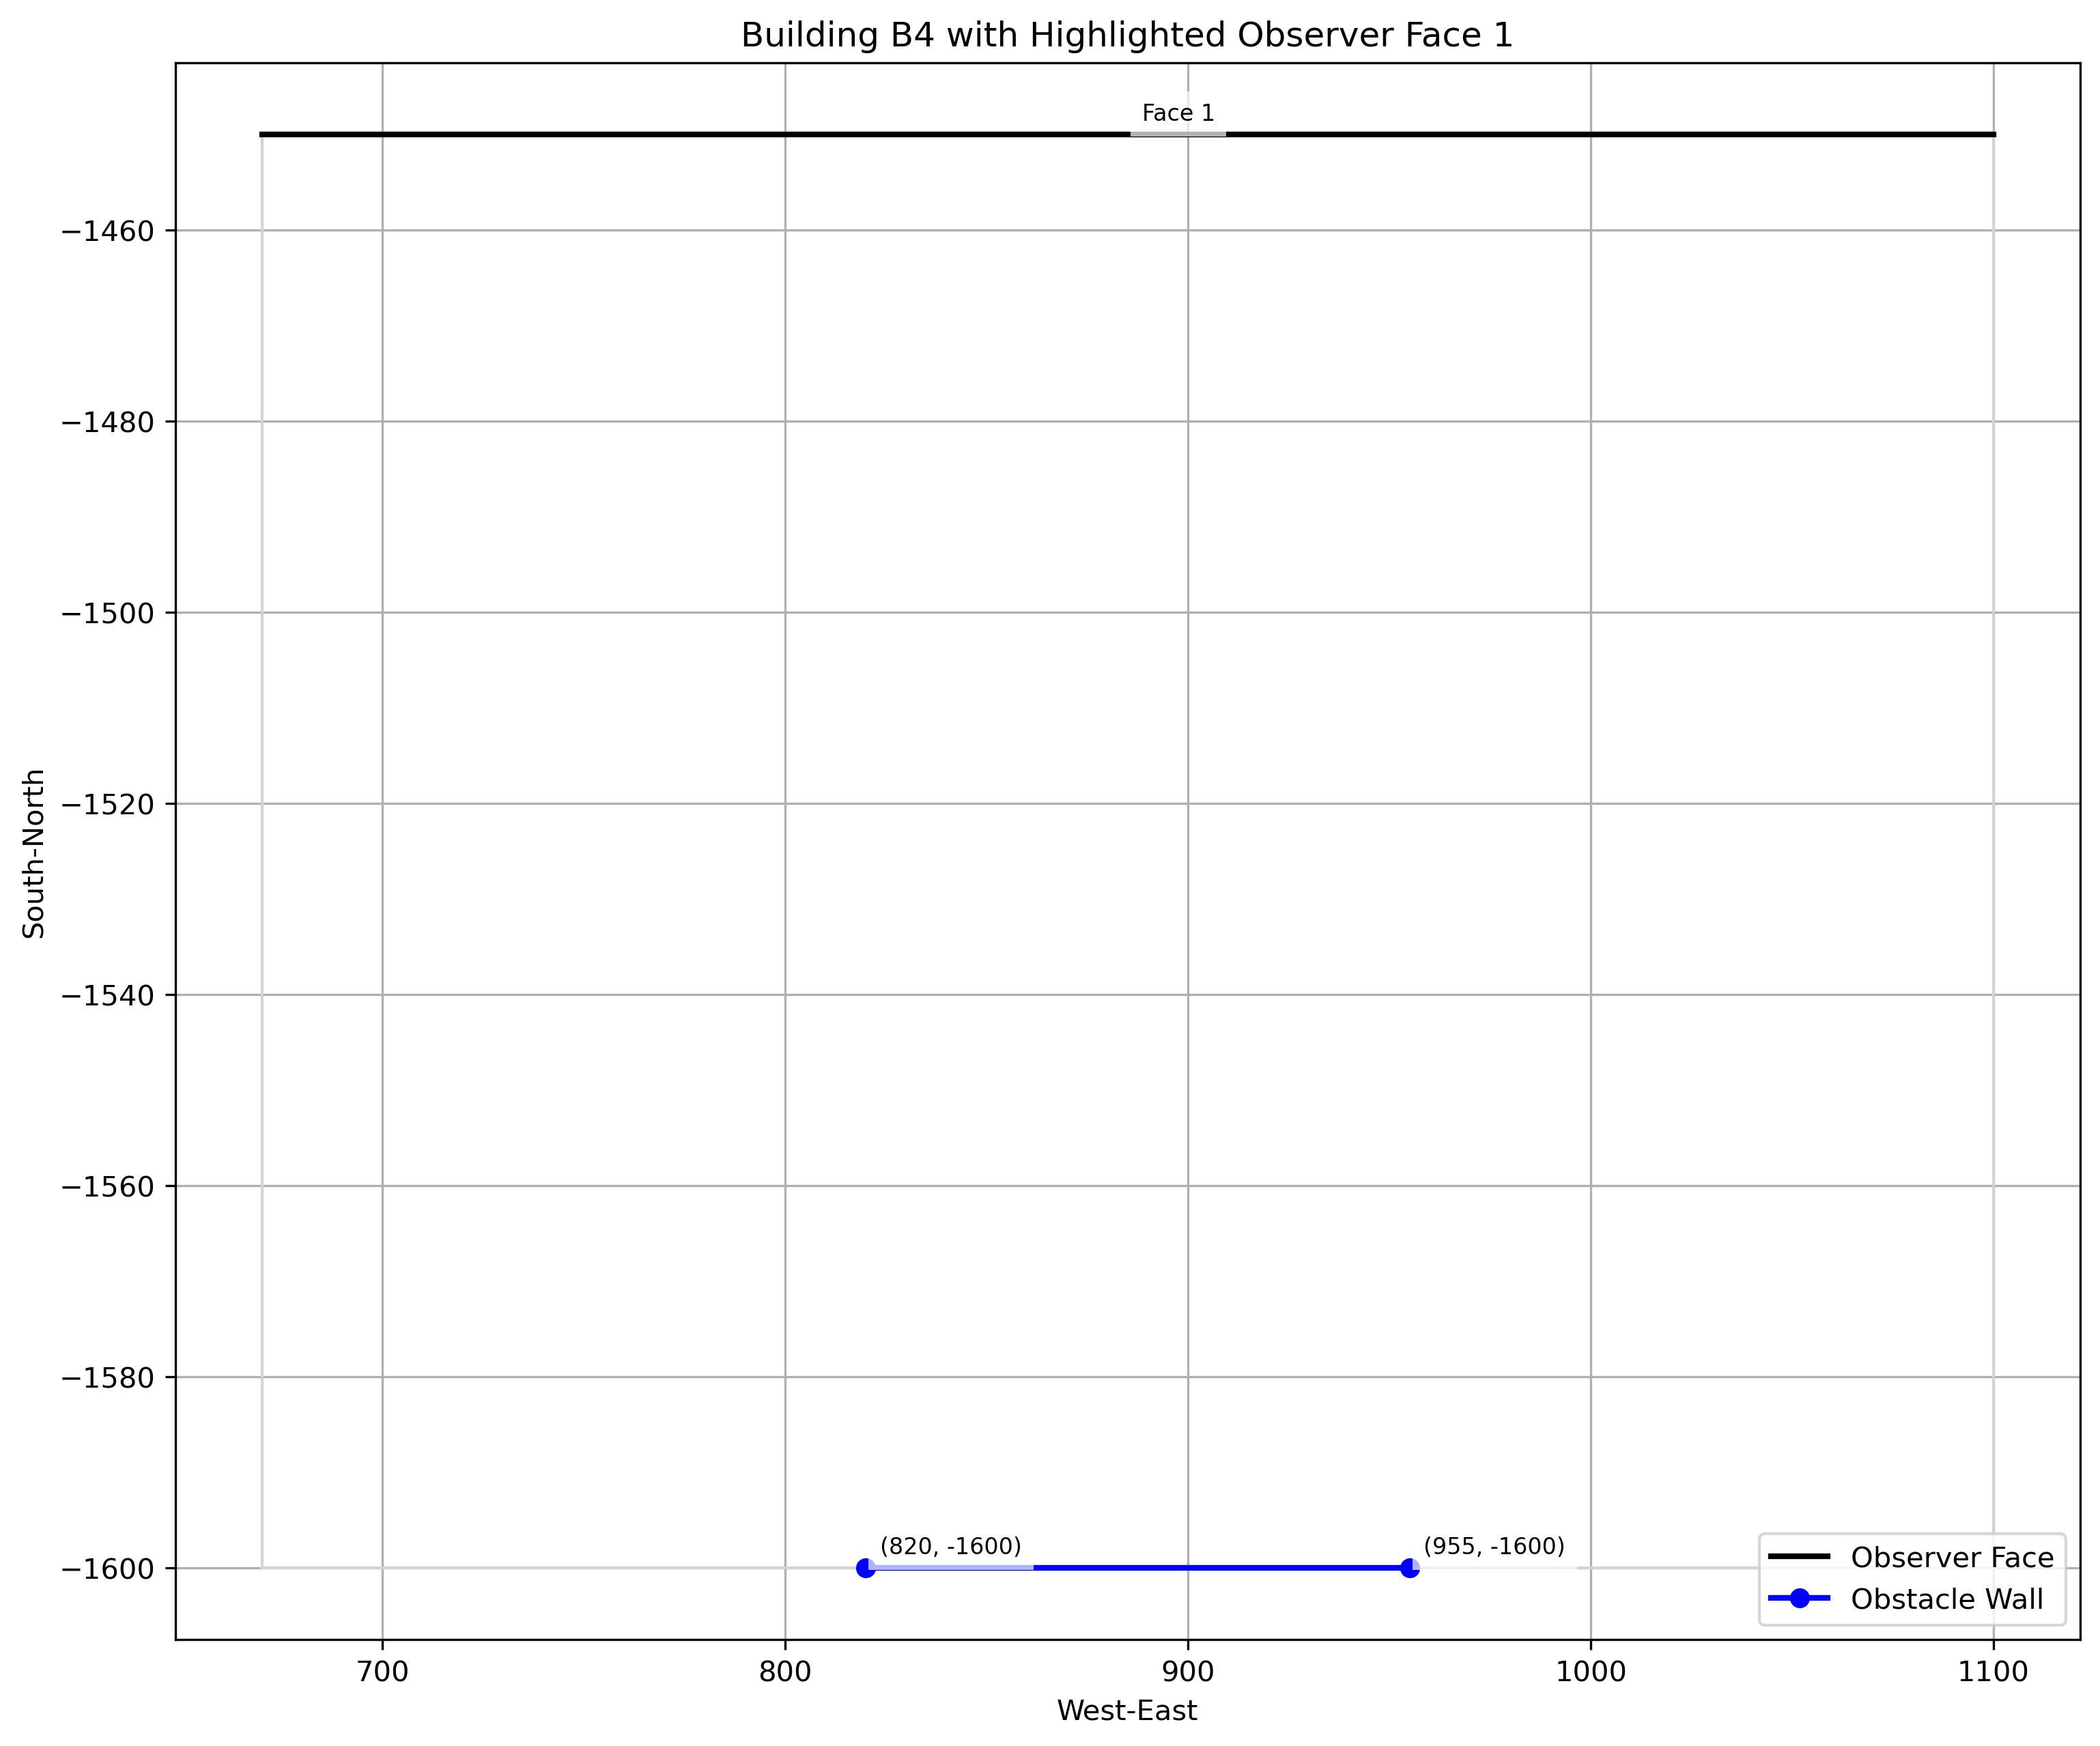 Building B4 with Highlighted Observer Face 1
Face 1
−1460
−1480
−1500
−1520
−1540
−1560
−1580
−1600
South-North
(820, -1600)
(955, -1600)
Observer Face
Obstacle Wall
700
800
900
1000
1100
West-East